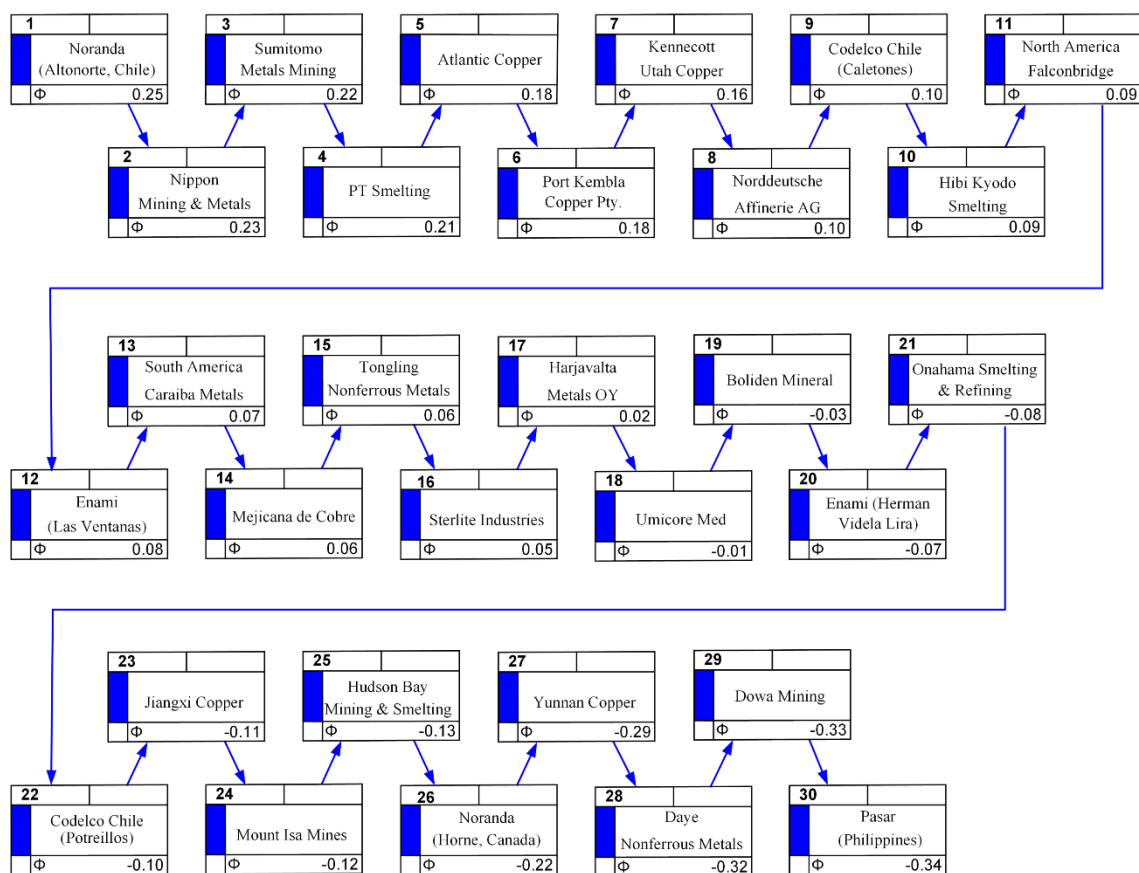 1
Noranda
(Altonorte, Chile)
Φ 0.25
2
Nippon
Mining & Metals
Φ 0.23
3
Sumitomo
Metals Mining
Φ 0.22
4
PT Smelting
Φ 0.21
5
Atlantic Copper
Φ 0.18
6
Port Kembla
Copper Pty.
Φ 0.18
7
Kennecott
Utah Copper
Φ 0.16
8
Norddeutsche
Affinerie AG
Φ 0.10
9
Codelco Chile
(Caletones)
Φ 0.10
10
Hibi Kyodo
Smelting
Φ 0.09
11
North America
Falconbridge
Φ 0.09
12
Enami
(Las Ventanas)
Φ 0.08
13
South America
Caraiba Metals
Φ 0.07
14
Mejicana de Cobre
Φ 0.06
15
Tongling
Nonferrous Metals
Φ 0.06
16
Sterlite Industries
Φ 0.05
17
Harjavalta
Metals OY
Φ 0.02
18
Umicore Med
Φ -0.01
19
Boliden Mineral
Φ -0.03
20
Enami (Herman
Videla Lira)
Φ -0.07
21
Onahama Smelting
& Refining
Φ -0.08
22
Codelco Chile
(Potreillos)
Φ -0.10
23
Jiangxi Copper
Φ -0.11
24
Mount Isa Mines
Φ -0.12
25
Hudson Bay
Mining & Smelting
Φ -0.13
26
Noranda
(Horne, Canada)
Φ -0.22
27
Yunnan Copper
Φ -0.29
28
Daye
Nonferrous Metals
Φ -0.32
29
Dowa Mining
Φ -0.33
30
Pasar
(Philippines)
Φ -0.34